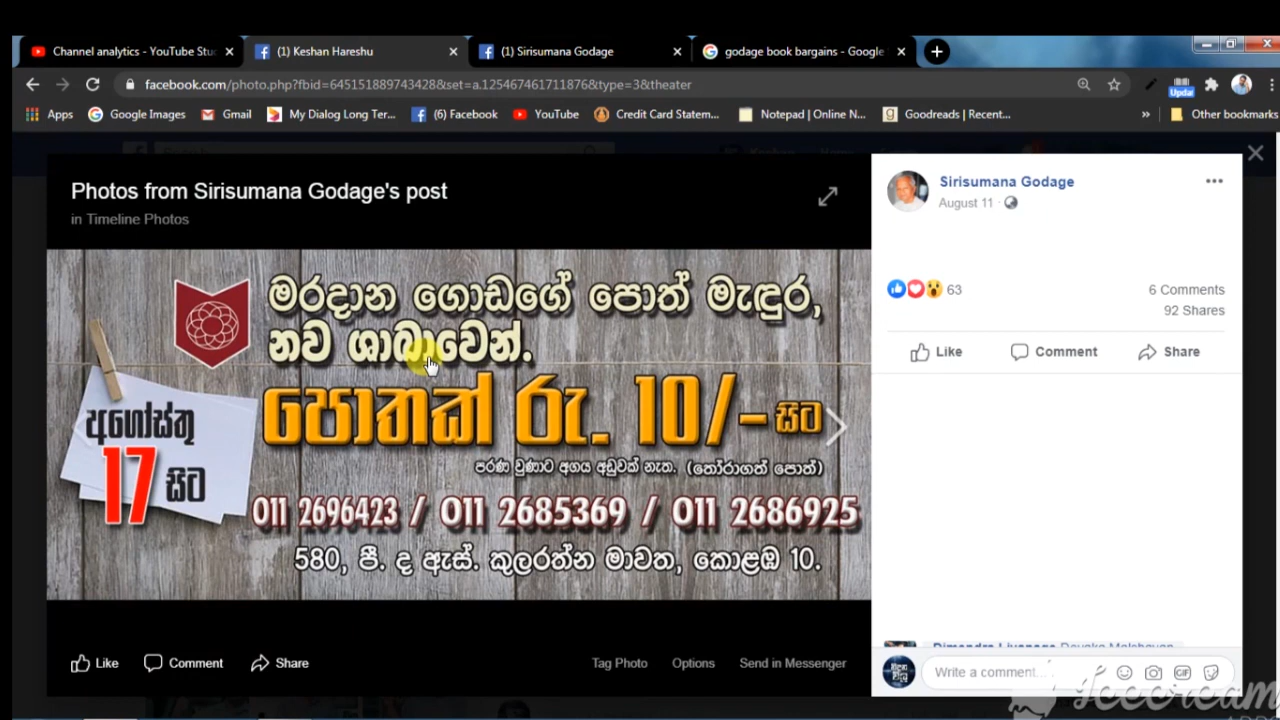 Channel analytics - YouTube Stu
(1) Keshan Hareshu
(1) Sirisumana Godage
godage book bargains - Google
facebook.com/photo.php?fbid=645151889743428&set=a.125467461711876&type=3&theater
Updat
Apps
Google Images
Gmail
My Dialog Long Ter...
(6) Facebook
YouTube
Credit Card Statem...
Notepad | Online N...
Goodreads | Recent...
Other bookmarks
Photos from Sirisumana Godage's post
in Timeline Photos
මරදාන ගොඩගේ පොත් මැඳුර,
නව ශාඛාවෙන්.
පොතක් රු. 10/- සිට
පරණ වුණාට අගය අඩුවක් නැත. (තෝරාගත් පොත්)
අගෝස්තු
17 සිට
011 2696423 / 011 2685369 / 011 2686925
580, පී. ද ඇස්. කුලරත්න මාවත, කොළඹ 10.
Like
Comment
Share
Tag Photo
Options
Send in Messenger
Sirisumana Godage
August 11
63
6 Comments
92 Shares
Like
Comment
Share
Write a comment...
GIF
Icecream